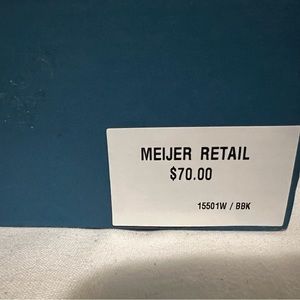 MEIJER RETAIL
$70.00
15501W / BBK